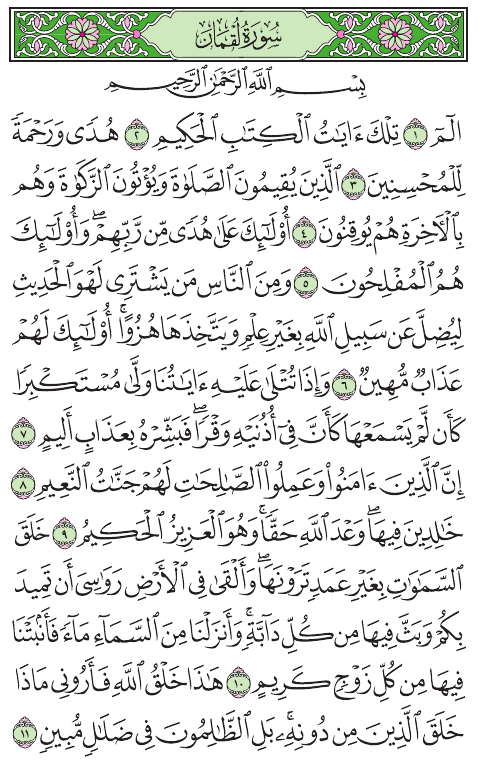 سُورَةُ لُقْمَانَ
بِسْمِ ٱللَّهِ ٱلرَّحْمَٰنِ ٱلرَّحِيمِ
الٓمٓ ١ تِلْكَ ءَايَٰتُ ٱلْكِتَٰبِ ٱلْحَكِيمِ ٢ هُدًى وَرَحْمَةً
لِّلْمُحْسِنِينَ ٣ ٱلَّذِينَ يُقِيمُونَ ٱلصَّلَوٰةَ وَيُؤْتُونَ ٱلزَّكَوٰةَ وَهُم
بِٱلْءَاخِرَةِ هُمْ يُوقِنُونَ ٤ أُو۟لَٰٓئِكَ عَلَىٰ هُدًى مِّن رَّبِّهِمْ ۖ وَأُو۟لَٰٓئِكَ
هُمُ ٱلْمُفْلِحُونَ ٥ وَمِنَ ٱلنَّاسِ مَن يَشْتَرِى لَهْوَ ٱلْحَدِيثِ
لِيُضِلَّ عَن سَبِيلِ ٱللَّهِ بِغَيْرِ عِلْمٍ وَيَتَّخِذَهَا هُزُوًا ۚ أُو۟لَٰٓئِكَ لَهُمْ
عَذَابٌ مُّهِينٌ ٦ وَإِذَا تُتْلَىٰ عَلَيْهِ ءَايَٰتُنَا وَلَّىٰ مُسْتَكْبِرًا
كَأَن لَّمْ يَسْمَعْهَا كَأَنَّ فِىٓ أُذُنَيْهِ وَقْرًا ۖ فَبَشِّرْهُ بِعَذَابٍ أَلِيمٍ ٧
إِنَّ ٱلَّذِينَ ءَامَنُوا۟ وَعَمِلُوا۟ ٱلصَّٰلِحَٰتِ لَهُمْ جَنَّٰتُ ٱلنَّعِيمِ ٨
خَٰلِدِينَ فِيهَا ۖ وَعْدَ ٱللَّهِ حَقًّا ۚ وَهُوَ ٱلْعَزِيزُ ٱلْحَكِيمُ ٩ خَلَقَ
ٱلسَّمَٰوَٰتِ بِغَيْرِ عَمَدٍ تَرَوْنَهَا ۖ وَأَلْقَىٰ فِى ٱلْأَرْضِ رَوَٰسِىَ أَن تَمِيدَ
بِكُمْ وَبَثَّ فِيهَا مِن كُلِّ دَآبَّةٍ ۚ وَأَنزَلْنَا مِنَ ٱلسَّمَآءِ مَآءً فَأَنۢبَتْنَا
فِيهَا مِن كُلِّ زَوْجٍ كَرِيمٍ ١٠ هَٰذَا خَلْقُ ٱللَّهِ فَأَرُونِى مَاذَا
خَلَقَ ٱلَّذِينَ مِن دُونِهِۦ ۚ بَلِ ٱلظَّٰلِمُونَ فِى ضَلَٰلٍ مُّبِينٍ ١١